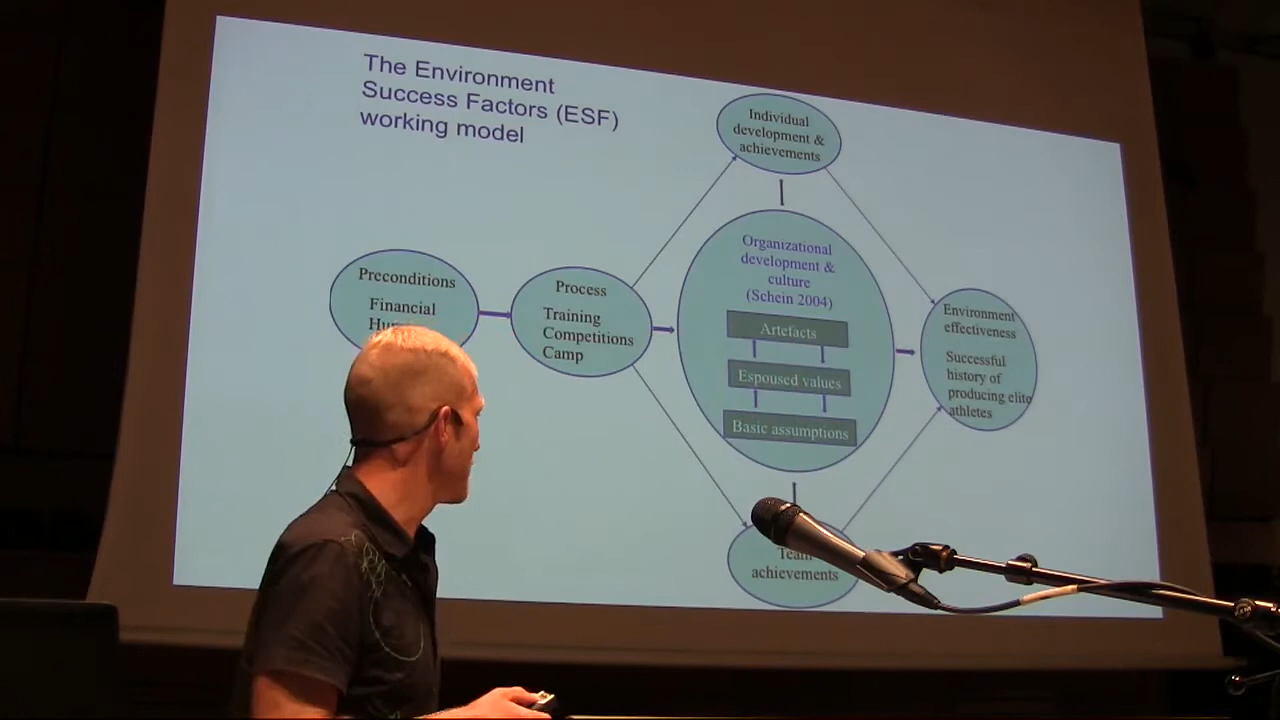 The Environment
Success Factors (ESF)
working model
Individual
development &
achievements
Preconditions
Financial
Process
Training
Competitions
Camp
Organizational
development &
culture
(Schein 2004)
Artefacts
Espoused values
Basic assumptions
Environment
effectiveness
Successful
history of
producing elite
athletes
Team
achievements